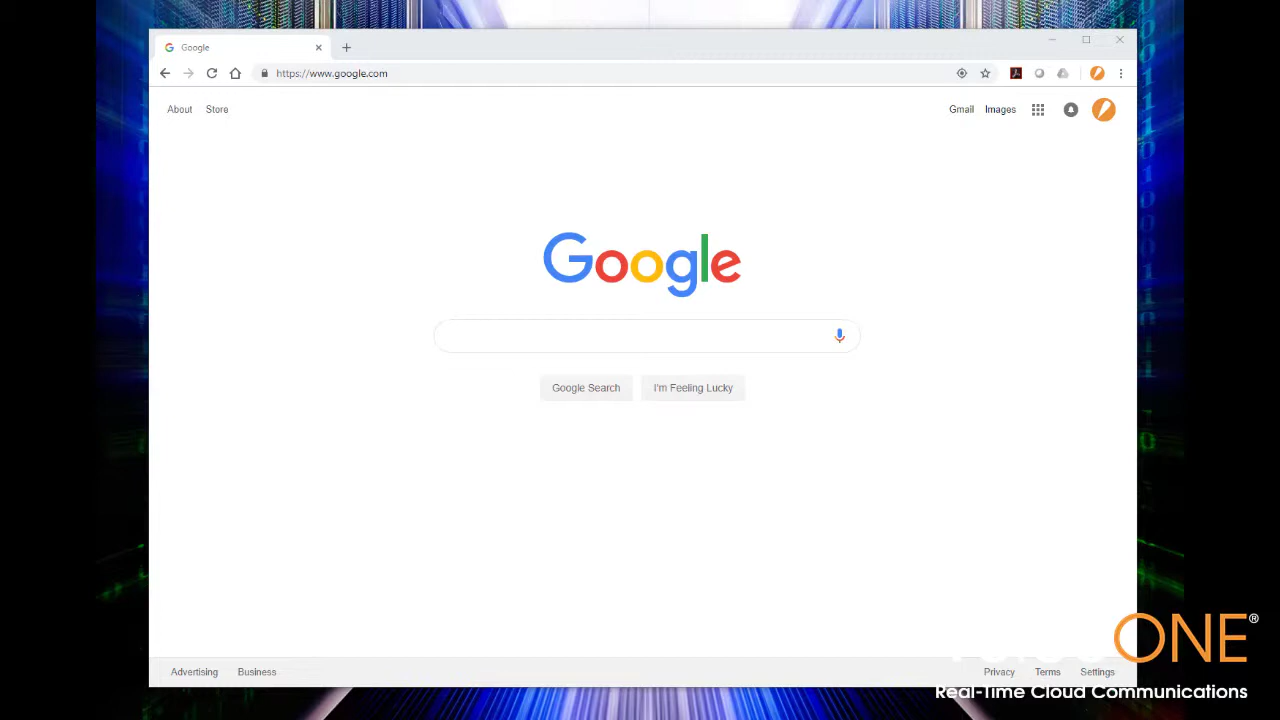 Google
https://www.google.com
About Store
Gmail Images
Google
Google Search I'm Feeling Lucky
Advertising Business
Privacy Terms Settings
ONE®
Real-Time Cloud Communications